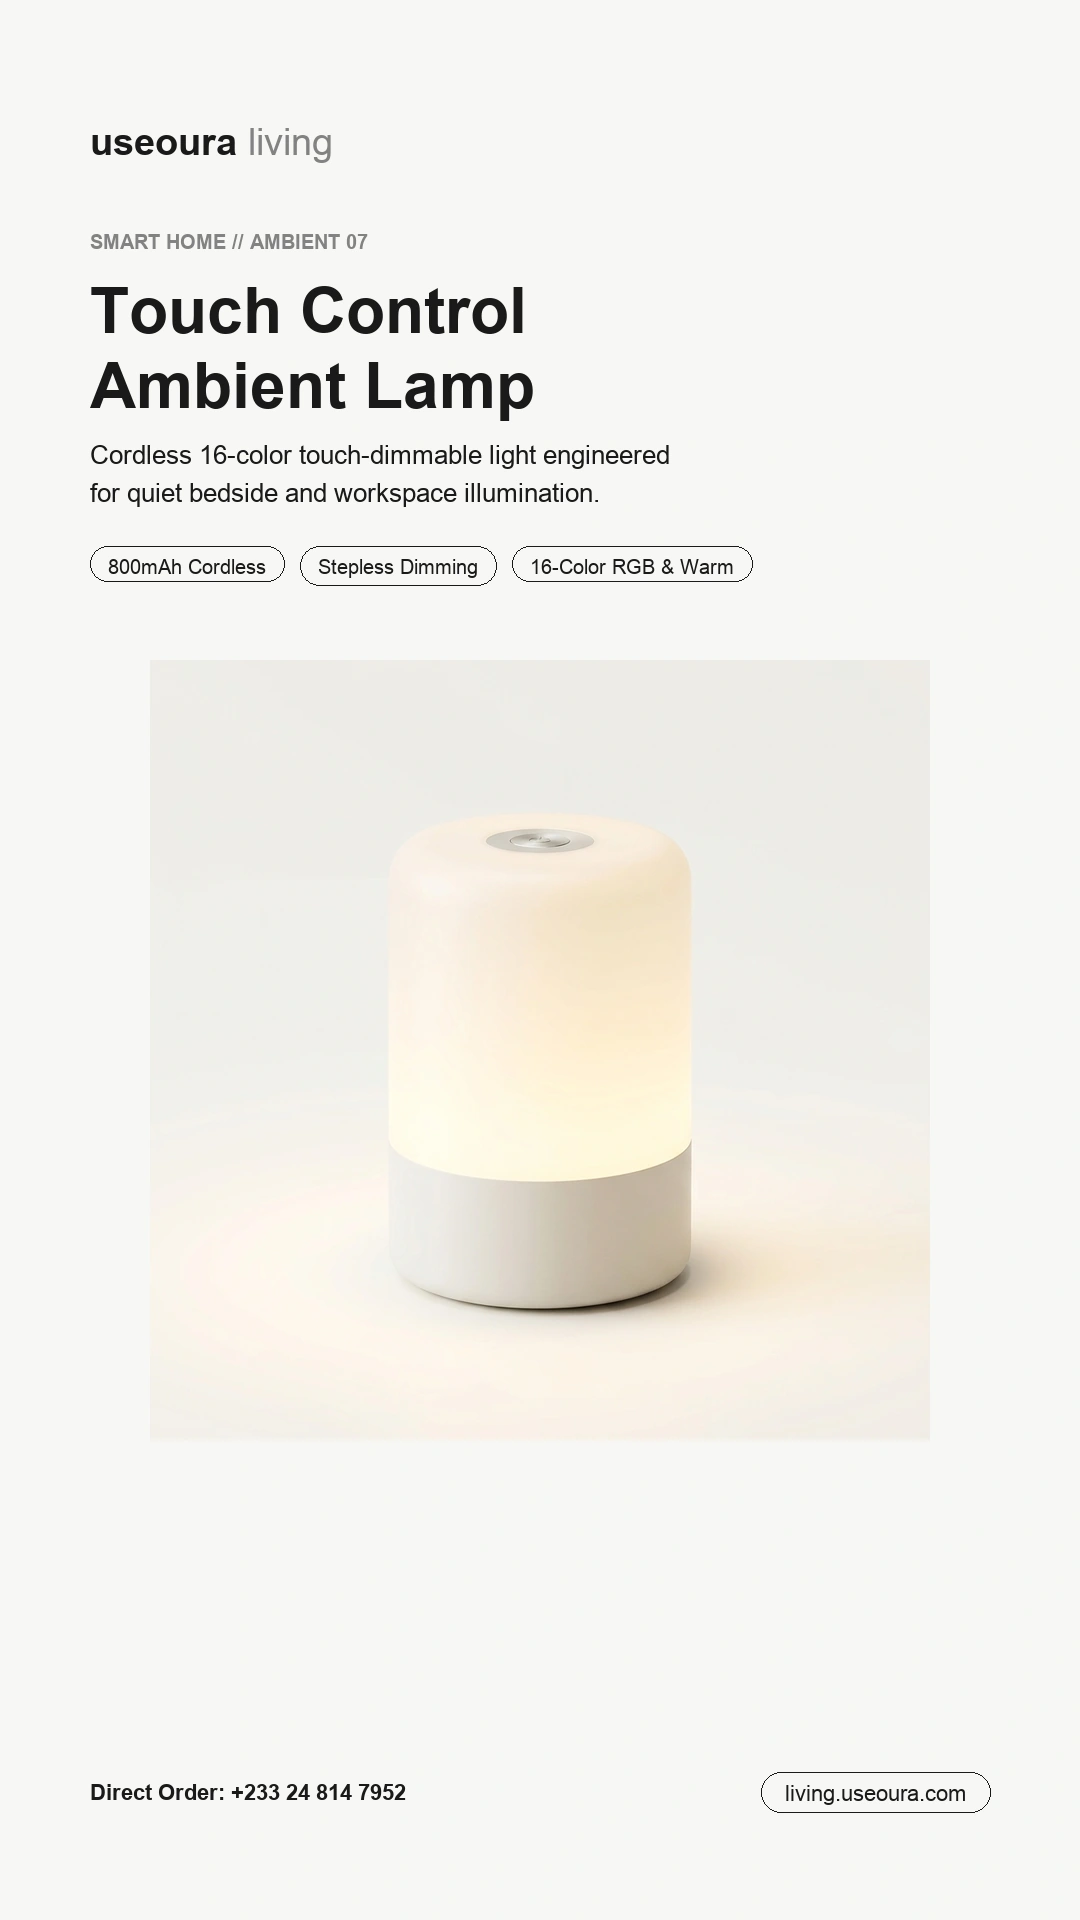 useoura living
SMART HOME // AMBIENT 07
Touch Control
Ambient Lamp
Cordless 16-color touch-dimmable light engineered
for quiet bedside and workspace illumination.
800mAh Cordless
Stepless Dimming
16-Color RGB & Warm
Direct Order: +233 24 814 7952
living.useoura.com